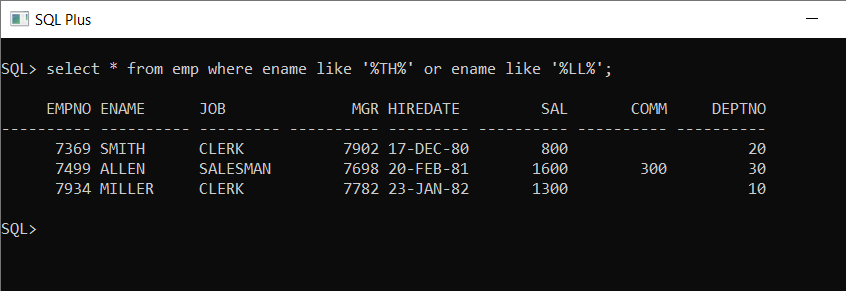 SQL Plus
SQL> select * from emp where ename like '%TH%' or ename like '%LL%';
     EMPNO ENAME      JOB              MGR HIREDATE         SAL       COMM     DEPTNO
---------- ---------- --------- ---------- --------- ---------- ---------- ----------
      7369 SMITH      CLERK           7902 17-DEC-80        800                    20
      7499 ALLEN      SALESMAN        7698 20-FEB-81       1600        300         30
      7934 MILLER     CLERK           7782 23-JAN-82       1300                    10
SQL>